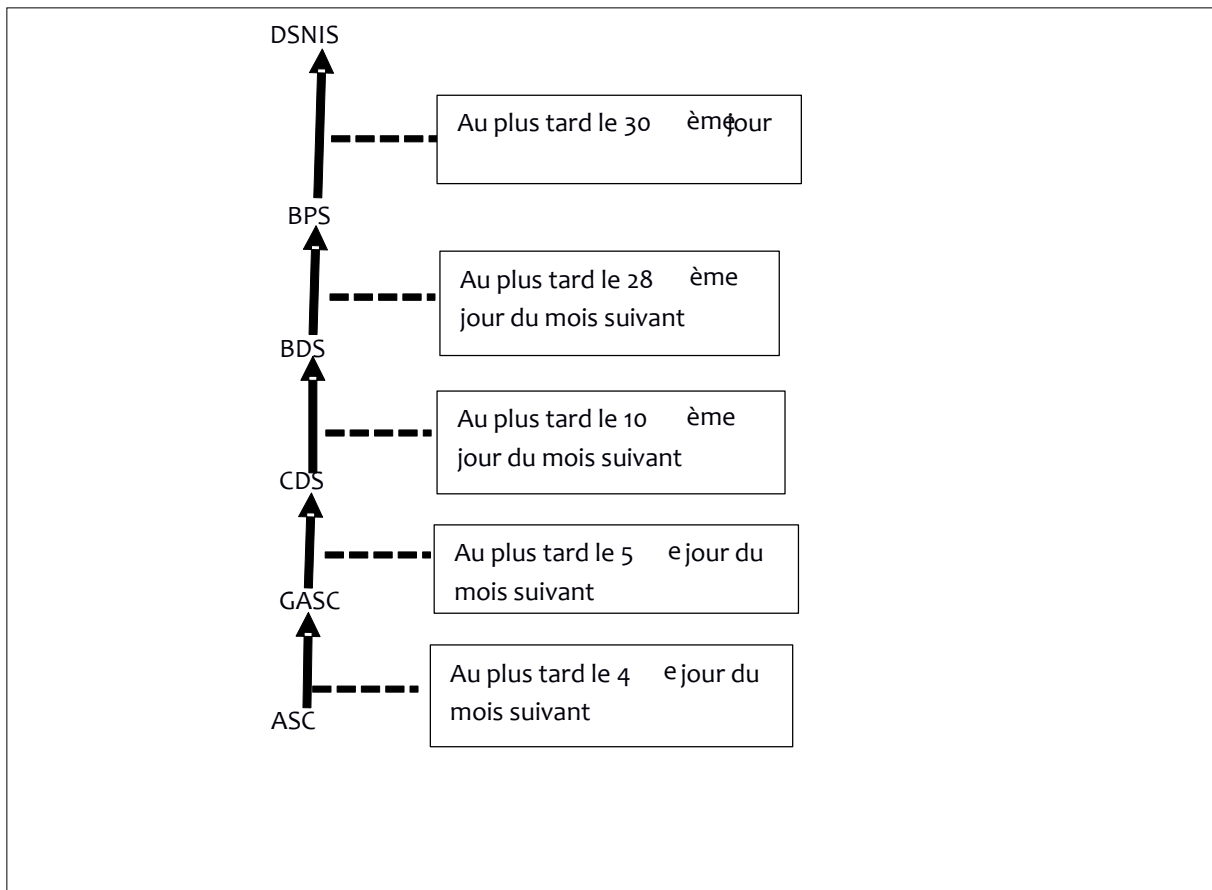 DSNIS
Au plus tard le 30 ème jour
BPS
Au plus tard le 28 ème
jour du mois suivant
BDS
Au plus tard le 10 ème
jour du mois suivant
CDS
Au plus tard le 5 e jour du
mois suivant
GASC
Au plus tard le 4 e jour du
mois suivant
ASC